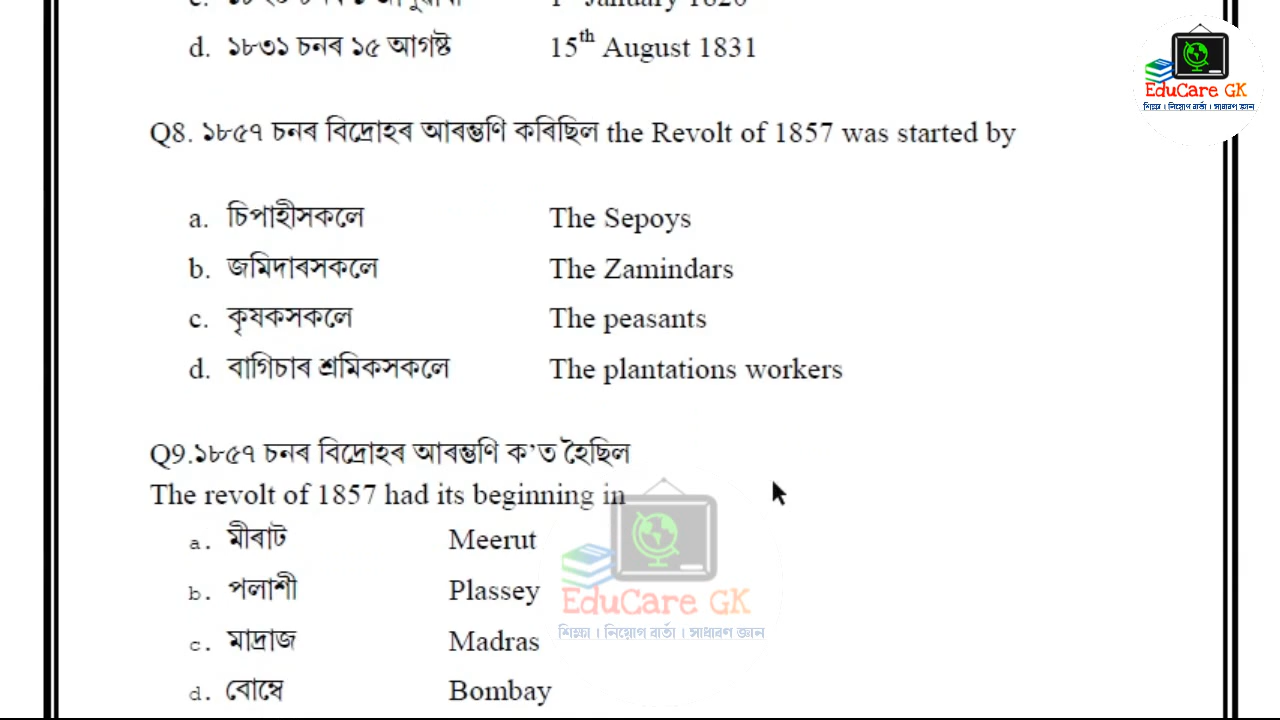 d. ১৮৩১ চনৰ ১৫ আগষ্ট 15th August 1831
EduCare GK
শিক্ষা । নিয়োগ বাৰ্তা । সাধাৰণ জ্ঞান
Q8. ১৮৫৭ চনৰ বিদ্ৰোহৰ আৰম্ভণি কৰিছিল the Revolt of 1857 was started by
a. চিপাহীসকলে The Sepoys
b. জমিদাৰসকলে The Zamindars
c. কৃষকসকলে The peasants
d. বাগিচাৰ শ্ৰমিকসকলে The plantations workers
Q9.১৮৫৭ চনৰ বিদ্ৰোহৰ আৰম্ভণি ক’ত হৈছিল
The revolt of 1857 had its beginning in
a. মীৰাট Meerut
b. পলাশী Plassey
c. মাদ্ৰাজ Madras
d. বোম্বে Bombay
EduCare GK
শিক্ষা । নিয়োগ বাৰ্তা । সাধাৰণ জ্ঞান